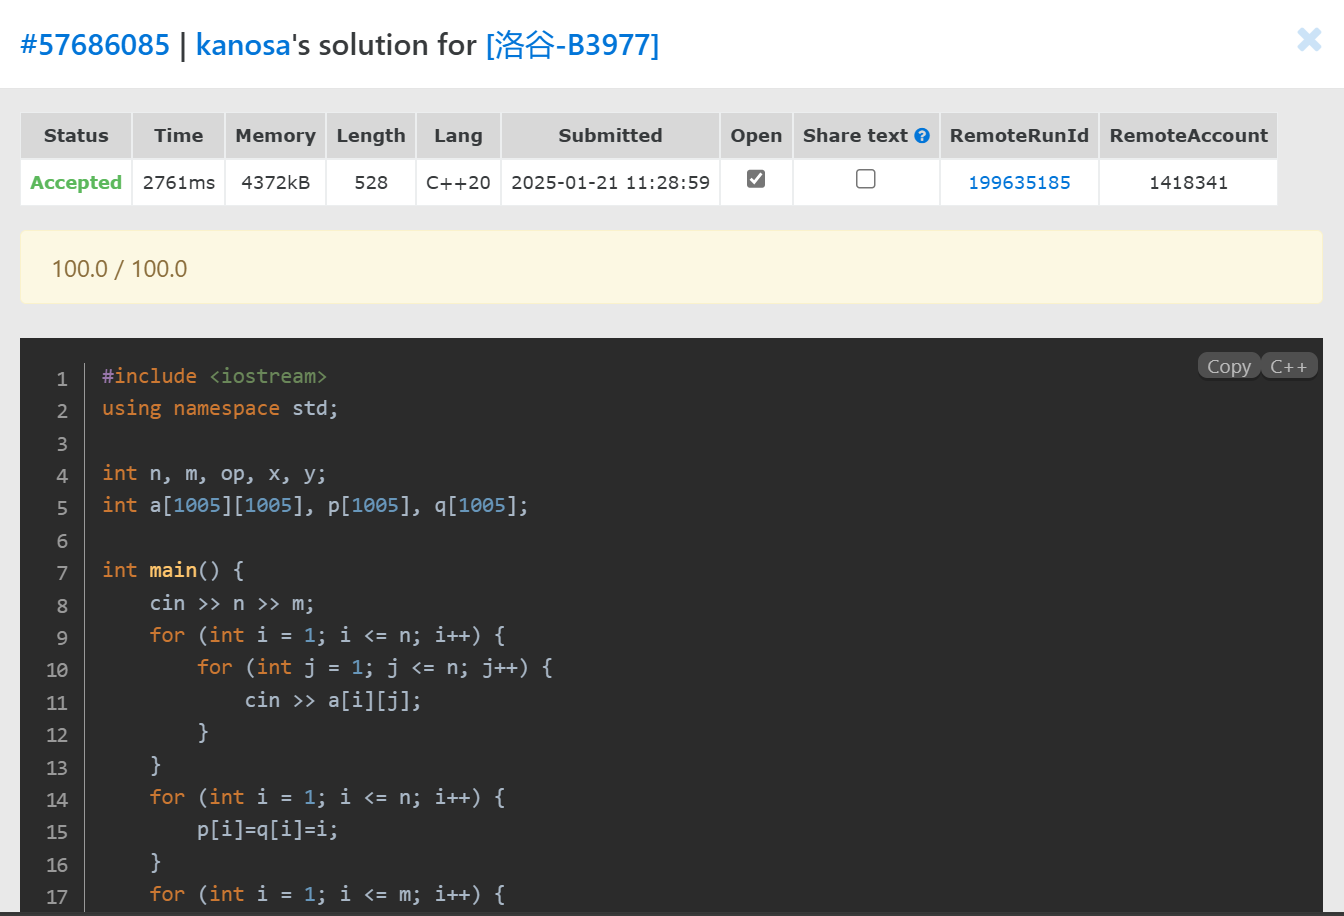 #57686085 | kanosa's solution for [洛谷-B3977]
Status Time Memory Length Lang Submitted Open Share text RemoteRunId RemoteAccount
Accepted 2761ms 4372kB 528 C++20 2025-01-21 11:28:59 199635185 1418341
100.0 / 100.0
Copy C++
1 #include <iostream>
2 using namespace std;
3
4 int n, m, op, x, y;
5 int a[1005][1005], p[1005], q[1005];
6
7 int main() {
8     cin >> n >> m;
9     for (int i = 1; i <= n; i++) {
10         for (int j = 1; j <= n; j++) {
11             cin >> a[i][j];
12         }
13     }
14     for (int i = 1; i <= n; i++) {
15         p[i]=q[i]=i;
16     }
17     for (int i = 1; i <= m; i++) {